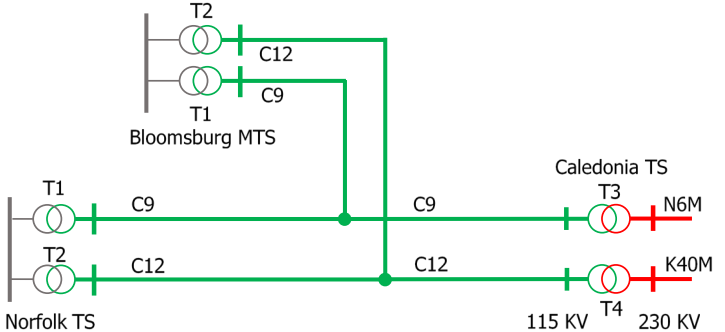 T2
C12
C9
T1
Bloomsburg MTS
Caledonia TS
T1
C9
C9
T3
N6M
T2
C12
C12
K40M
T4
Norfolk TS
115 KV
230 KV